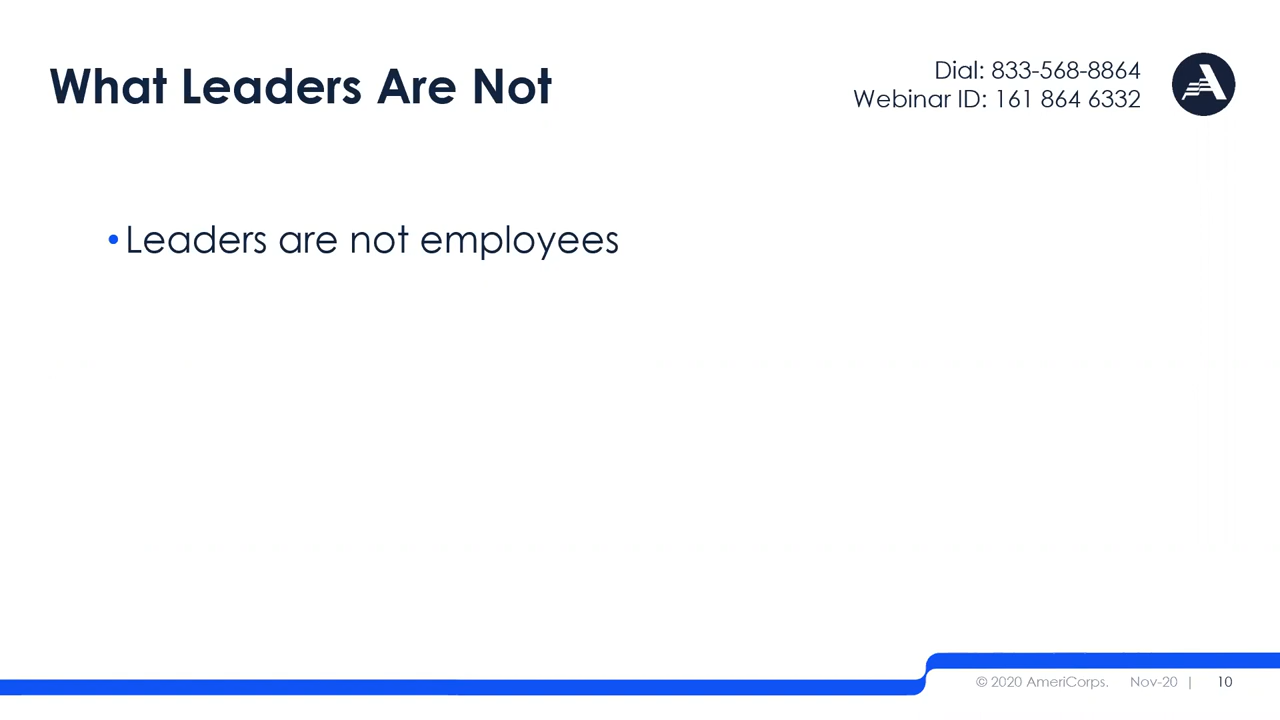 What Leaders Are Not
Dial: 833-568-8864
Webinar ID: 161 864 6332
•Leaders are not employees
© 2020 AmeriCorps. Nov-20 | 10